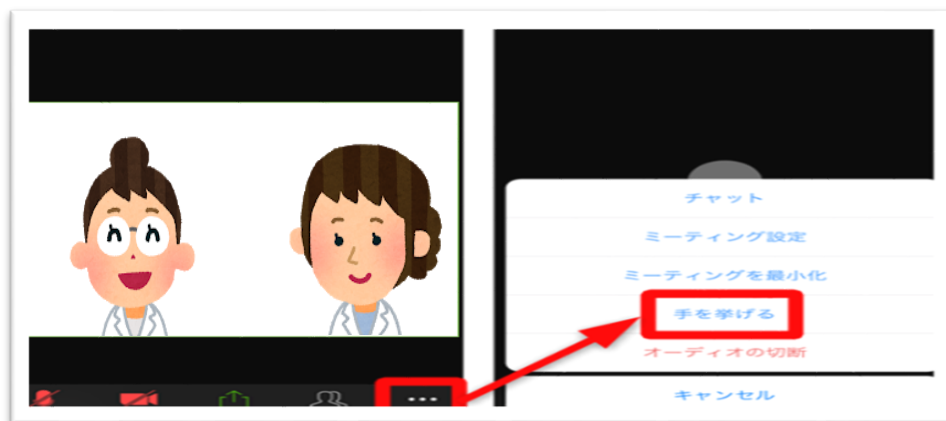 チャット
ミーティング設定
ミーティングを最小化
手を挙げる
オーディオの切断
キャンセル